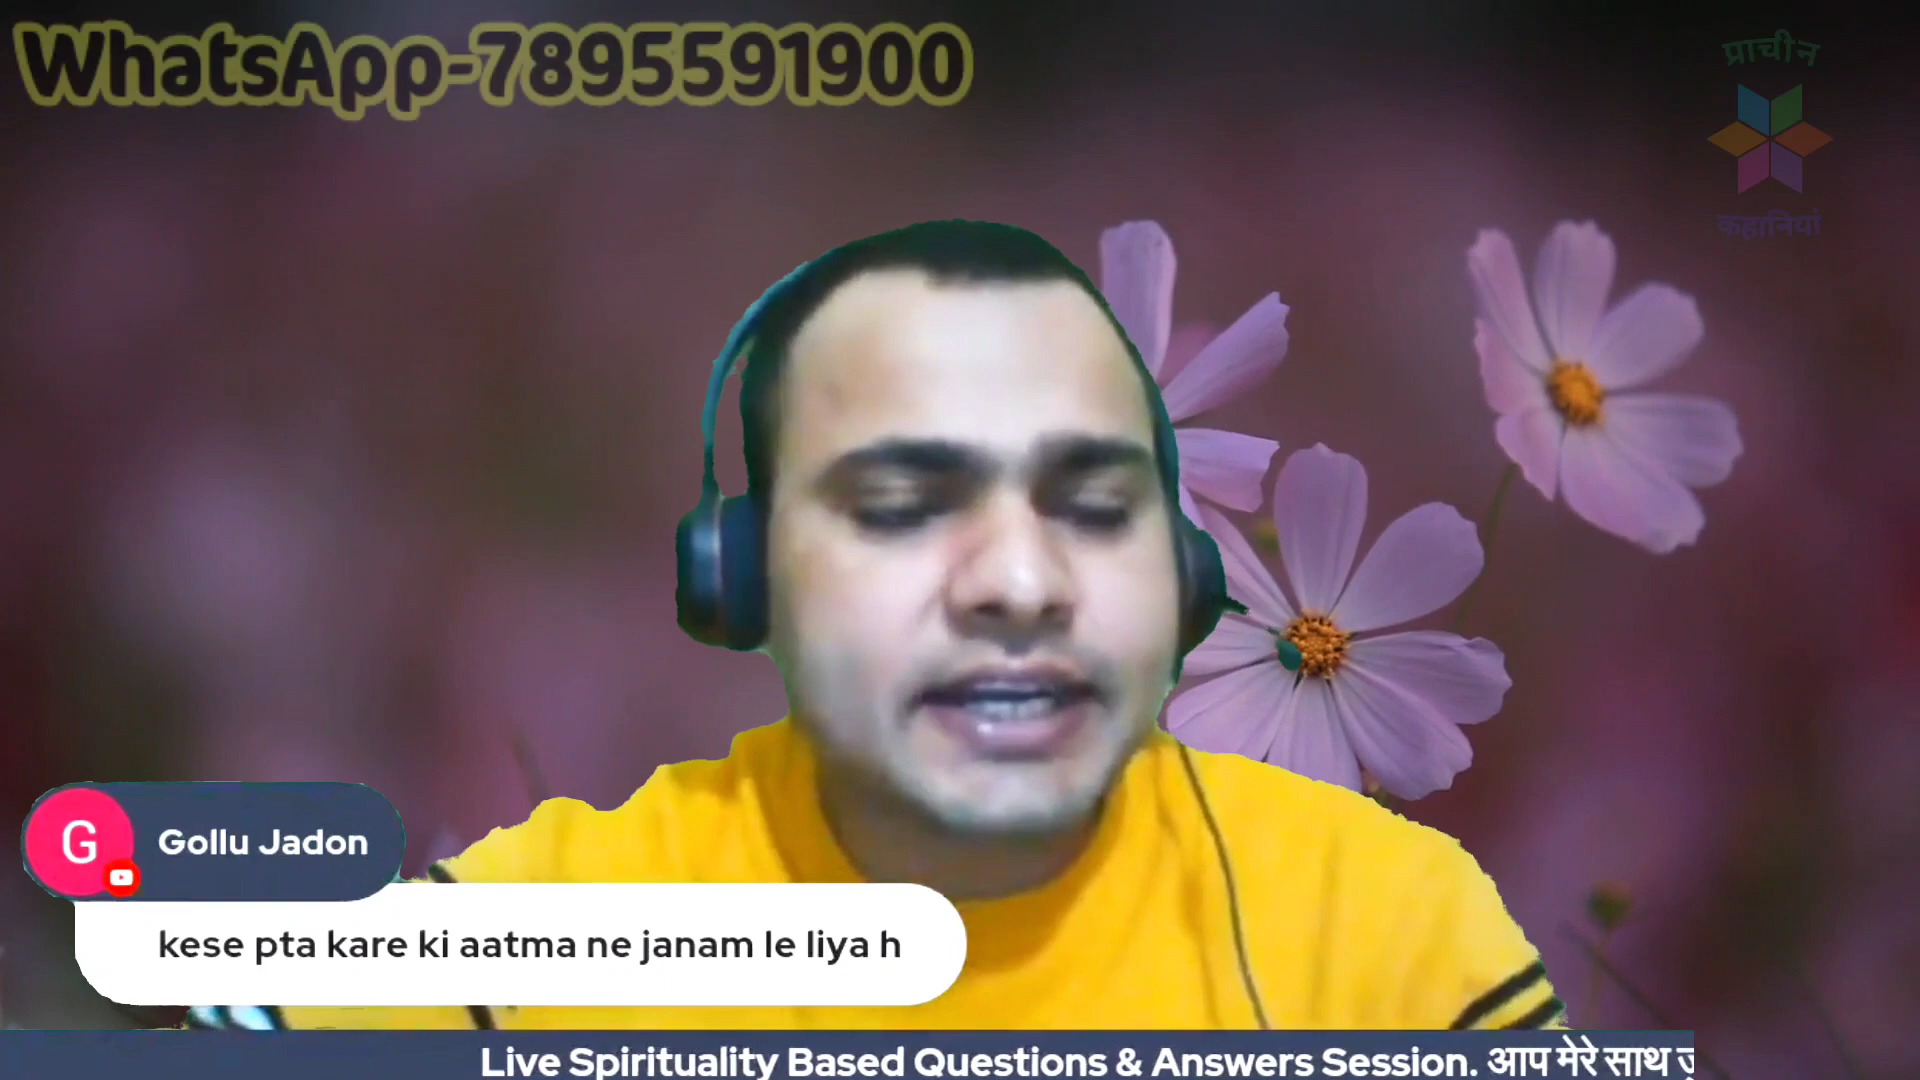 WhatsApp-7895591900
प्राचीन
कहानियां
G
Gollu Jadon
kese pta kare ki aatma ne janam le liya h
Live Spirituality Based Questions & Answers Session. आप मेरे साथ